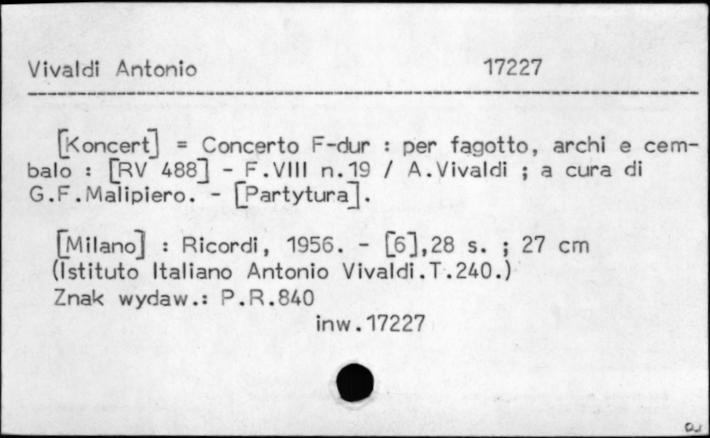 Vivaldi Antonio 17227
[Koncert] = Concerto F-dur : per fagotto, archi e cem-
balo : [RV 488] - F.VIII n.19 / A.Vivaldi ; a cura di
G.F.Malipiero. - [Partytura].
[Milano] : Ricordi, 1956. - [6],28 s. ; 27 cm
(Istituto Italiano Antonio Vivaldi.T.240.)
Znak wydaw.: P.R.840
inw.17227